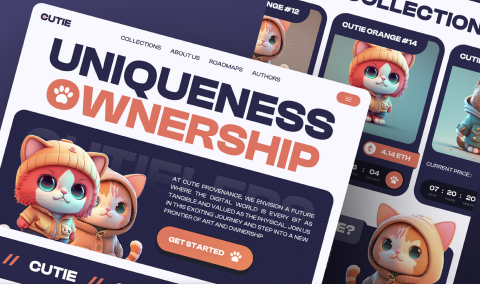 CUTIE
COLLECTIONS
ABOUT US
ROADMAPS
AUTHORS
UNIQUENESS
OWNERSHIP
AT CUTIE PROVENANCE, WE ENVISION A FUTURE
WHERE THE DIGITAL WORLD IS EVERY BIT AS
TANGIBLE AND VALUED AS THE PHYSICAL. JOIN US
IN THIS EXCITING JOURNEY AND STEP INTO A NEW
FRONTIER OF ART AND OWNERSHIP
GET STARTED
// CUTIE //
COLLECTION
#12
CUTIE ORANGE #14
4,14 ETH
: 04
CURRENT PRICE:
07 : 20 : 20